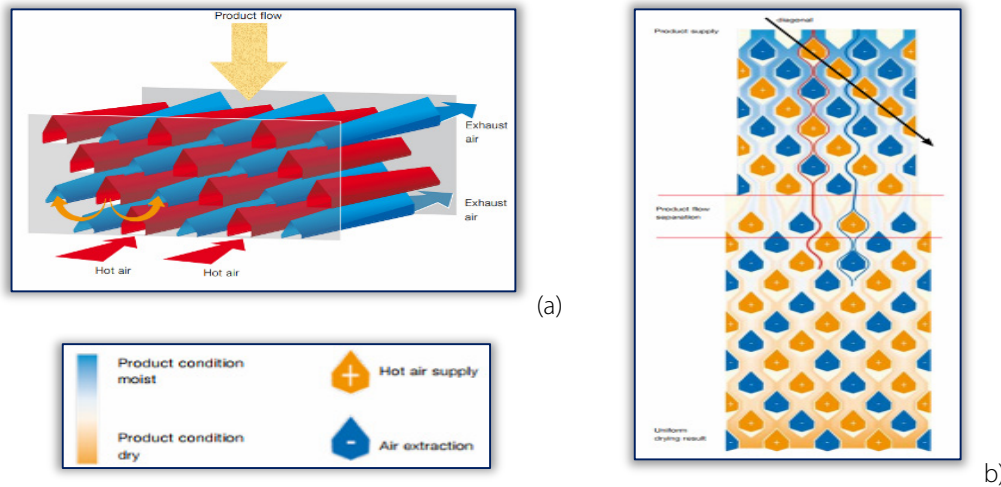 Product flow
Exhaust
air
Exhaust
air
Hot air
Hot air
(a)
Product condition
moist
Product condition
dry
+
Hot air supply
-
Air extraction
diagonal
Product supply
Product flow
separation
Uniform
drying result
b)